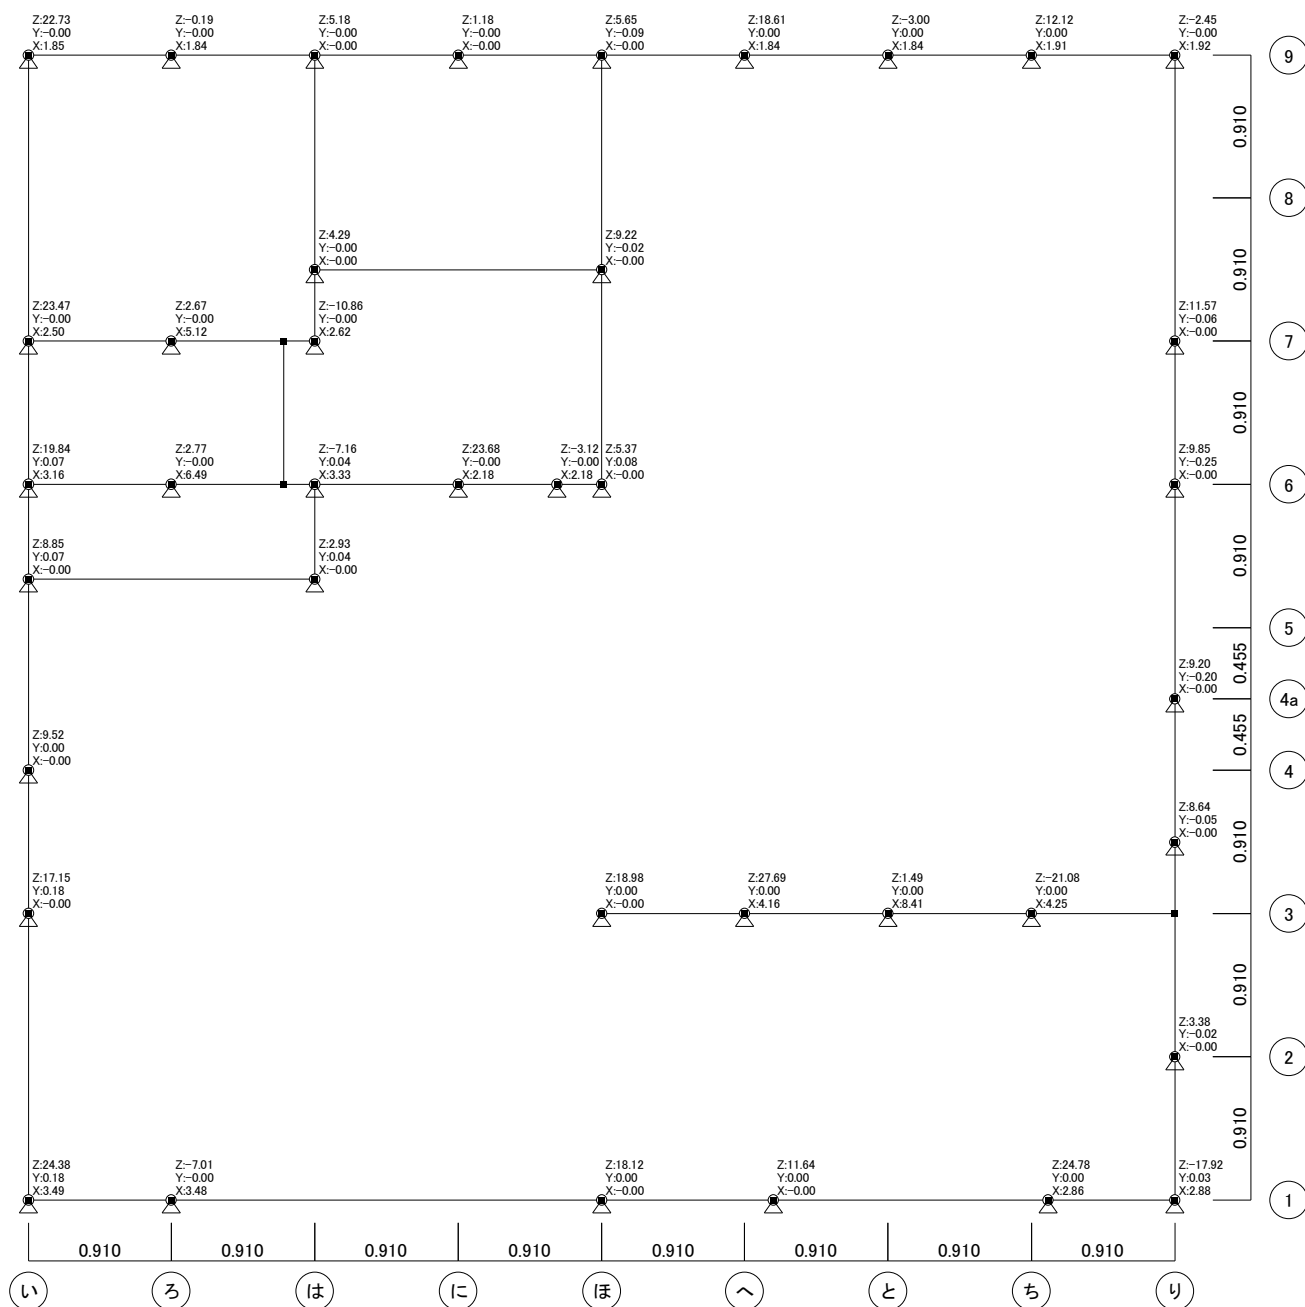 Z:22.73
Y:-0.00
X:1.85
Z:-0.19
Y:-0.00
X:1.84
Z:5.18
Y:-0.00
X:-0.00
Z:1.18
Y:-0.00
X:-0.00
Z:5.65
Y:-0.09
X:-0.00
Z:18.61
Y:0.00
X:1.84
Z:-3.00
Y:0.00
X:1.84
Z:12.12
Y:0.00
X:1.91
Z:-2.45
Y:-0.00
X:1.92
9
0.910
8
Z:4.29
Y:-0.00
X:-0.00
Z:9.22
Y:-0.02
X:-0.00
0.910
Z:23.47
Y:-0.00
X:2.50
Z:2.67
Y:-0.00
X:5.12
Z:-10.86
Y:-0.00
X:2.62
Z:11.57
Y:-0.06
X:-0.00
7
0.910
Z:19.84
Y:0.07
X:3.16
Z:2.77
Y:-0.00
X:6.49
Z:-7.16
Y:0.04
X:3.33
Z:23.68
Y:-0.00
X:2.18
Z:-3.12
Y:-0.00
X:2.18
Z:5.37
Y:0.08
X:-0.00
Z:9.85
Y:-0.25
X:-0.00
6
0.910
Z:8.85
Y:0.07
X:-0.00
Z:2.93
Y:0.04
X:-0.00
5
0.455
Z:9.20
Y:-0.20
X:-0.00
4a
0.455
Z:9.52
Y:0.00
X:-0.00
4
Z:8.64
Y:-0.05
X:-0.00
0.910
Z:17.15
Y:0.18
X:-0.00
Z:18.98
Y:0.00
X:-0.00
Z:27.69
Y:0.00
X:4.16
Z:1.49
Y:0.00
X:8.41
Z:-21.08
Y:0.00
X:4.25
3
0.910
Z:3.38
Y:-0.02
X:-0.00
2
0.910
Z:24.38
Y:0.18
X:3.49
Z:-7.01
Y:-0.00
X:3.48
Z:18.12
Y:0.00
X:-0.00
Z:11.64
Y:0.00
X:-0.00
Z:24.78
Y:0.00
X:2.86
Z:-17.92
Y:0.03
X:2.88
1
0.910
0.910
0.910
0.910
0.910
0.910
0.910
0.910
い
ろ
は
に
ほ
へ
と
ち
り